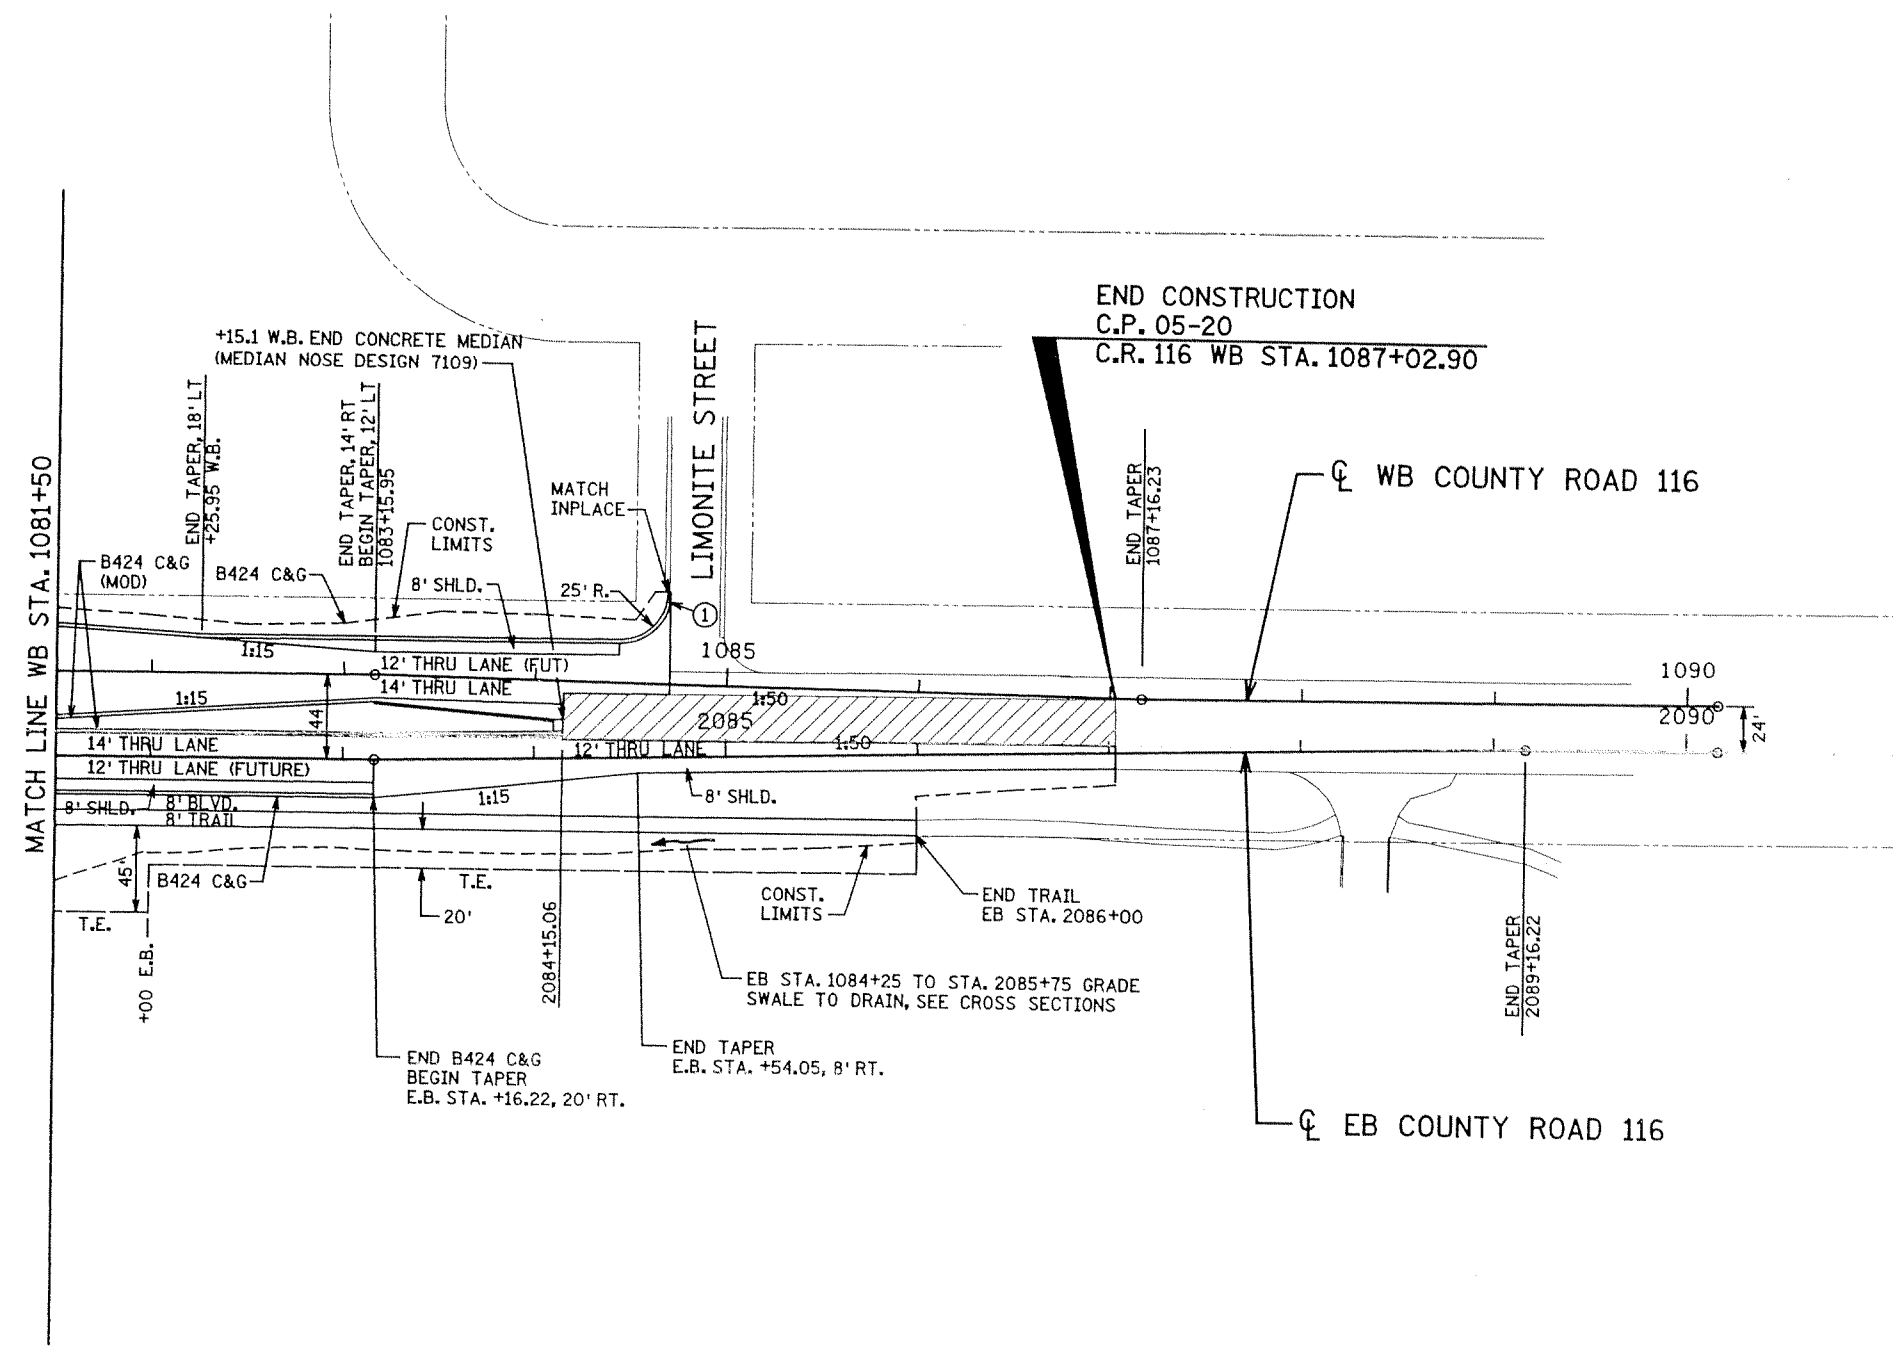 END CONSTRUCTION
C.P. 05-20
C.R. 116 WB STA. 1087+02.90
+15.1 W.B. END CONCRETE MEDIAN
(MEDIAN NOSE DESIGN 7109)
LIMONITE STREET
END TAPER, 18' LT
+25.95 W.B.
END TAPER, 14' RT
BEGIN TAPER, 12' LT
1083+15.95
MATCH
INPLACE
END TAPER
1087+16.23
CL WB COUNTY ROAD 116
MATCH LINE WB STA. 1081+50
CONST.
LIMITS
B424 C&G
(MOD)
B424 C&G
8' SHLD.
25' R.
1
1:15
1085
12' THRU LANE (FUT)
1090
14' THRU LANE
1:15
1:50
44'
2085
2090
24'
14' THRU LANE
12' THRU LANE
1:50
12' THRU LANE (FUTURE)
8' SHLD.
8' BLVD.
1:15
8' SHLD.
8' TRAIL
45'
B424 C&G
T.E.
20'
T.E.
CONST.
LIMITS
END TRAIL
EB STA. 2086+00
+00 E.B.
2084+15.06
END TAPER
2089+16.22
EB STA. 1084+25 TO STA. 2085+75 GRADE
SWALE TO DRAIN, SEE CROSS SECTIONS
END B424 C&G
BEGIN TAPER
E.B. STA. +16.22, 20' RT.
END TAPER
E.B. STA. +54.05, 8' RT.
CL EB COUNTY ROAD 116